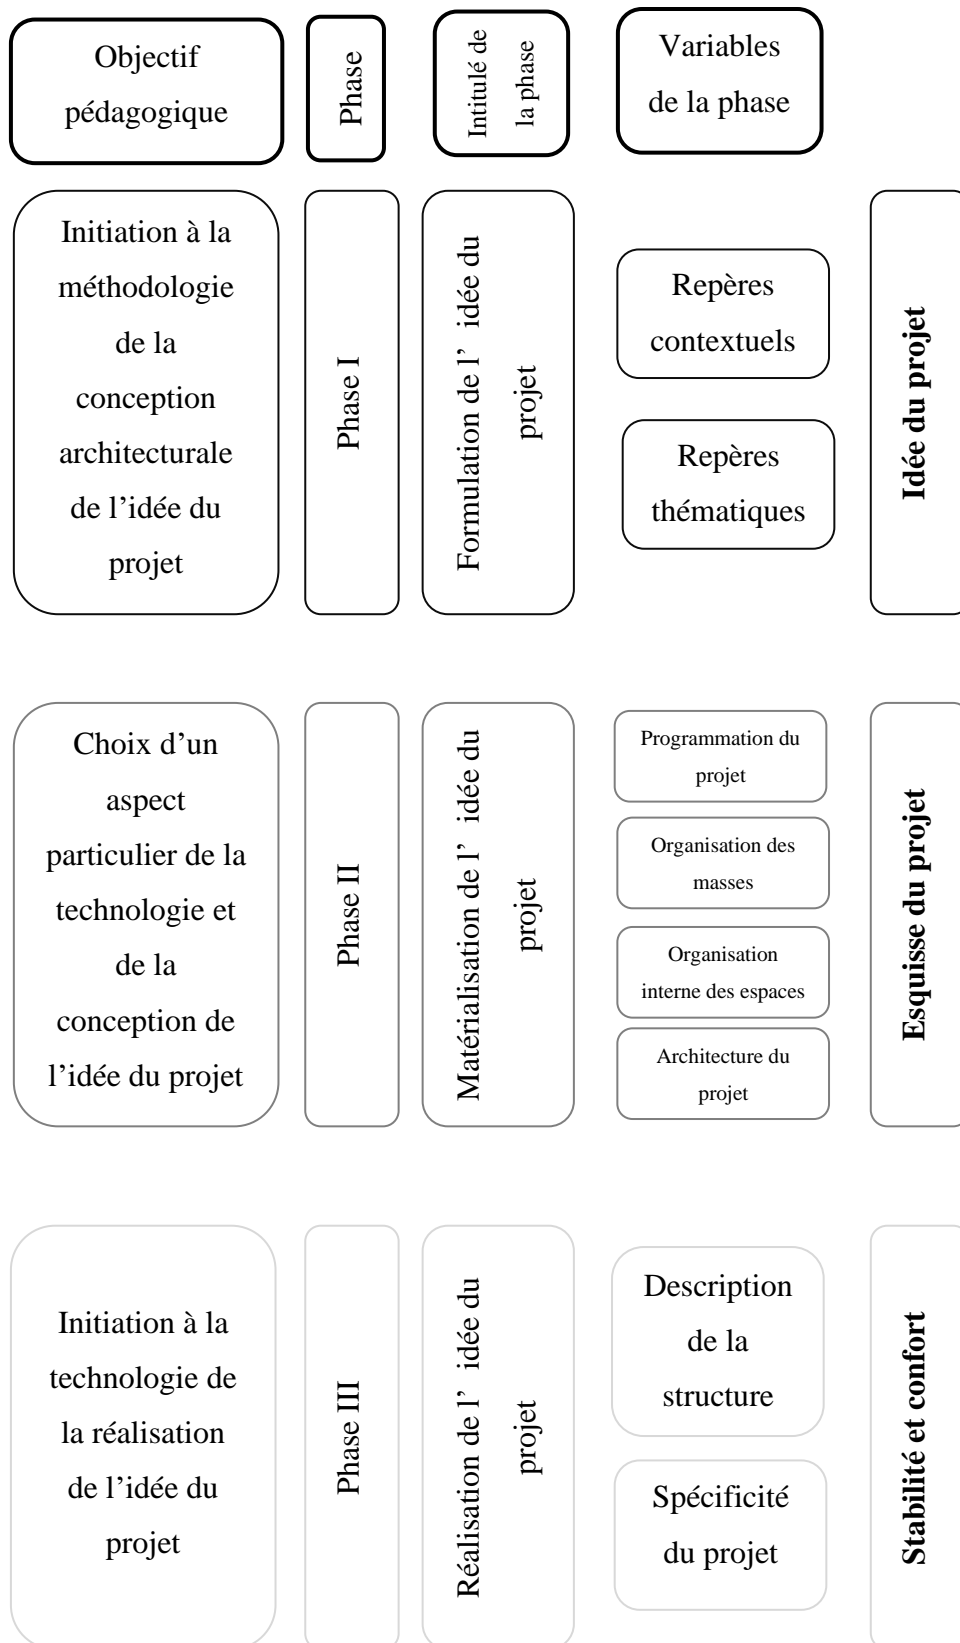 Objectif
pédagogique
Phase
Intitulé de
la phase
Variables
de la phase
Initiation à la
méthodologie
de la
conception
architecturale
de l’idée du
projet
Phase I
Formulation de l’ idée du
projet
Repères
contextuels
Repères
thématiques
Idée du projet
Choix d’un
aspect
particulier de la
technologie et
de la
conception de
l’idée du projet
Phase II
Matérialisation de l’ idée du
projet
Programmation du
projet
Organisation des
masses
Organisation
interne des espaces
Architecture du
projet
Esquisse du projet
Initiation à la
technologie de
la réalisation
de l’idée du
projet
Phase III
Réalisation de l’ idée du
projet
Description
de la
structure
Spécificité
du projet
Stabilité et confort